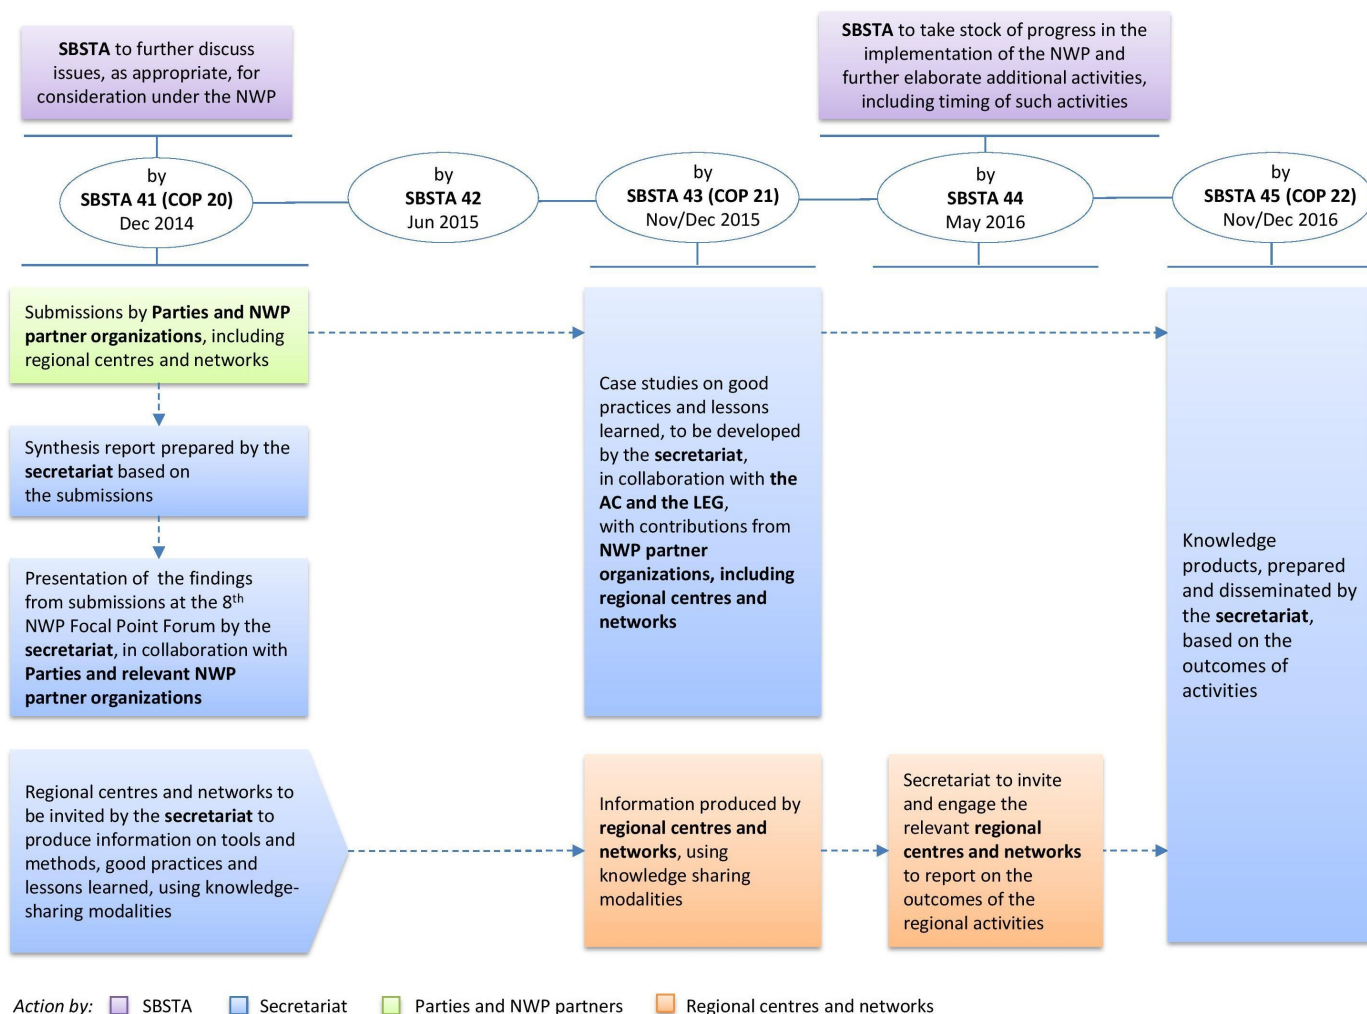 SBSTA to further discuss
issues, as appropriate, for
consideration under the NWP
SBSTA to take stock of progress in the
implementation of the NWP and
further elaborate additional activities,
including timing of such activities
by
SBSTA 41 (COP 20)
Dec 2014
by
SBSTA 42
Jun 2015
by
SBSTA 43 (COP 21)
Nov/Dec 2015
by
SBSTA 44
May 2016
by
SBSTA 45 (COP 22)
Nov/Dec 2016
Submissions by Parties and NWP
partner organizations, including
regional centres and networks
Synthesis report prepared by the
secretariat based on
the submissions
Presentation of the findings
from submissions at the 8th
NWP Focal Point Forum by the
secretariat, in collaboration with
Parties and relevant NWP
partner organizations
Case studies on good
practices and lessons
learned, to be developed
by the secretariat,
in collaboration with the
AC and the LEG,
with contributions from
NWP partner
organizations, including
regional centres and
networks
Knowledge
products, prepared
and disseminated by
the secretariat,
based on the
outcomes of
activities
Regional centres and networks to
be invited by the secretariat to
produce information on tools and
methods, good practices and
lessons learned, using knowledge-
sharing modalities
Information produced by
regional centres and
networks, using
knowledge sharing
modalities
Secretariat to invite
and engage the
relevant regional
centres and networks
to report on the
outcomes of the
regional activities
Action by: SBSTA Secretariat Parties and NWP partners Regional centres and networks